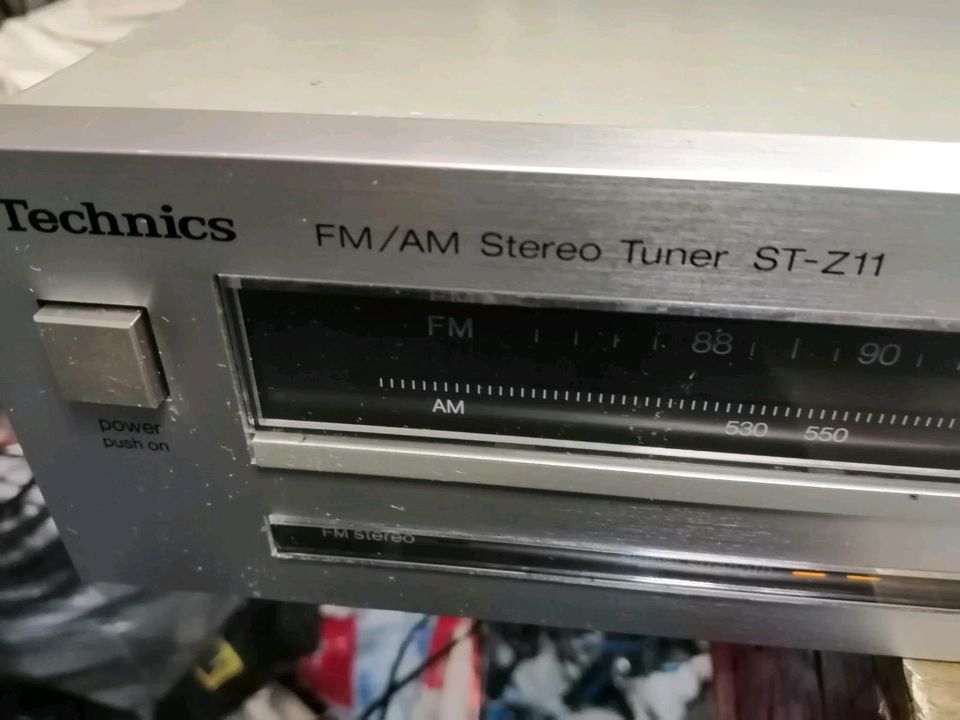 Technics
FM/AM Stereo Tuner ST-Z11
FM 88 90
AM 530 550
power
push on
FM stereo